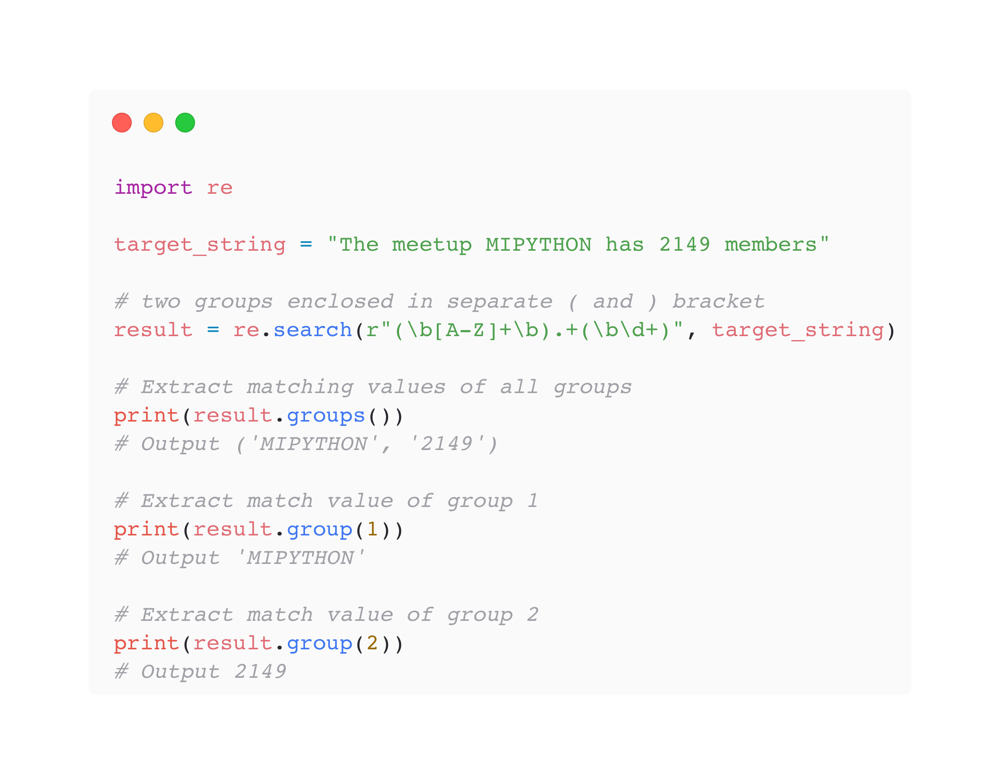 import re
target_string = "The meetup MIPYTHON has 2149 members"
# two groups enclosed in separate ( and ) bracket
result = re.search(r"(\b[A-Z]+\b).+(\b\d+)", target_string)
# Extract matching values of all groups
print(result.groups())
# Output ('MIPYTHON', '2149')
# Extract match value of group 1
print(result.group(1))
# Output 'MIPYTHON'
# Extract match value of group 2
print(result.group(2))
# Output 2149